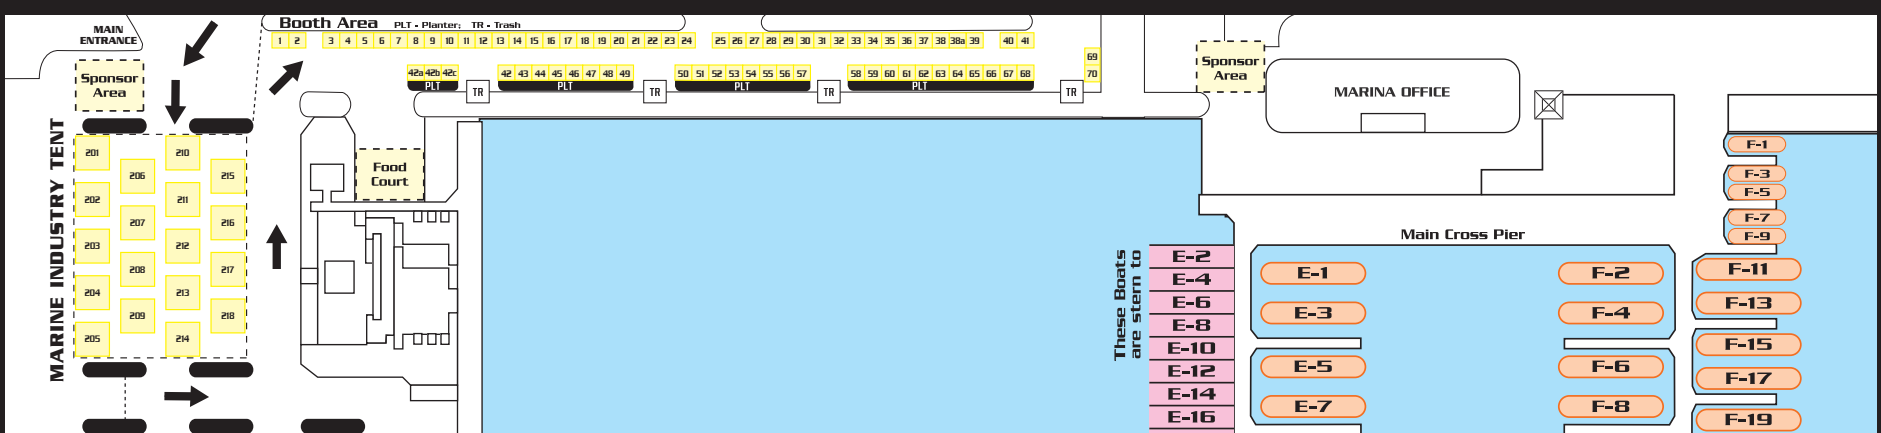 Booth Area PLT - Planter; TR - Trash
MAIN
ENTRANCE
1 2 3 4 5 6 7 8 9 10 11 12 13 14 15 16 17 18 19 20 21 22 23 24 25 26 27 28 29 30 31 32 33 34 35 36 37 38 38a 39 40 41
69
70
Sponsor
Area
Sponsor
Area
42a 42b 42c 42 43 44 45 46 47 48 49 50 51 52 53 54 55 56 57 58 59 60 61 62 63 64 65 66 67 68
PLT PLT PLT PLT
TR TR TR TR
MARINA OFFICE
MARINE INDUSTRY TENT
201
202
203
204
205
206
207
208
209
210
211
212
213
214
215
216
217
218
Food
Court
These Boats
are stern to
E-2
E-4
E-6
E-8
E-10
E-12
E-14
E-16
Main Cross Pier
E-1
E-3
E-5
E-7
F-2
F-4
F-6
F-8
F-1
F-3
F-5
F-7
F-9
F-11
F-13
F-15
F-17
F-19